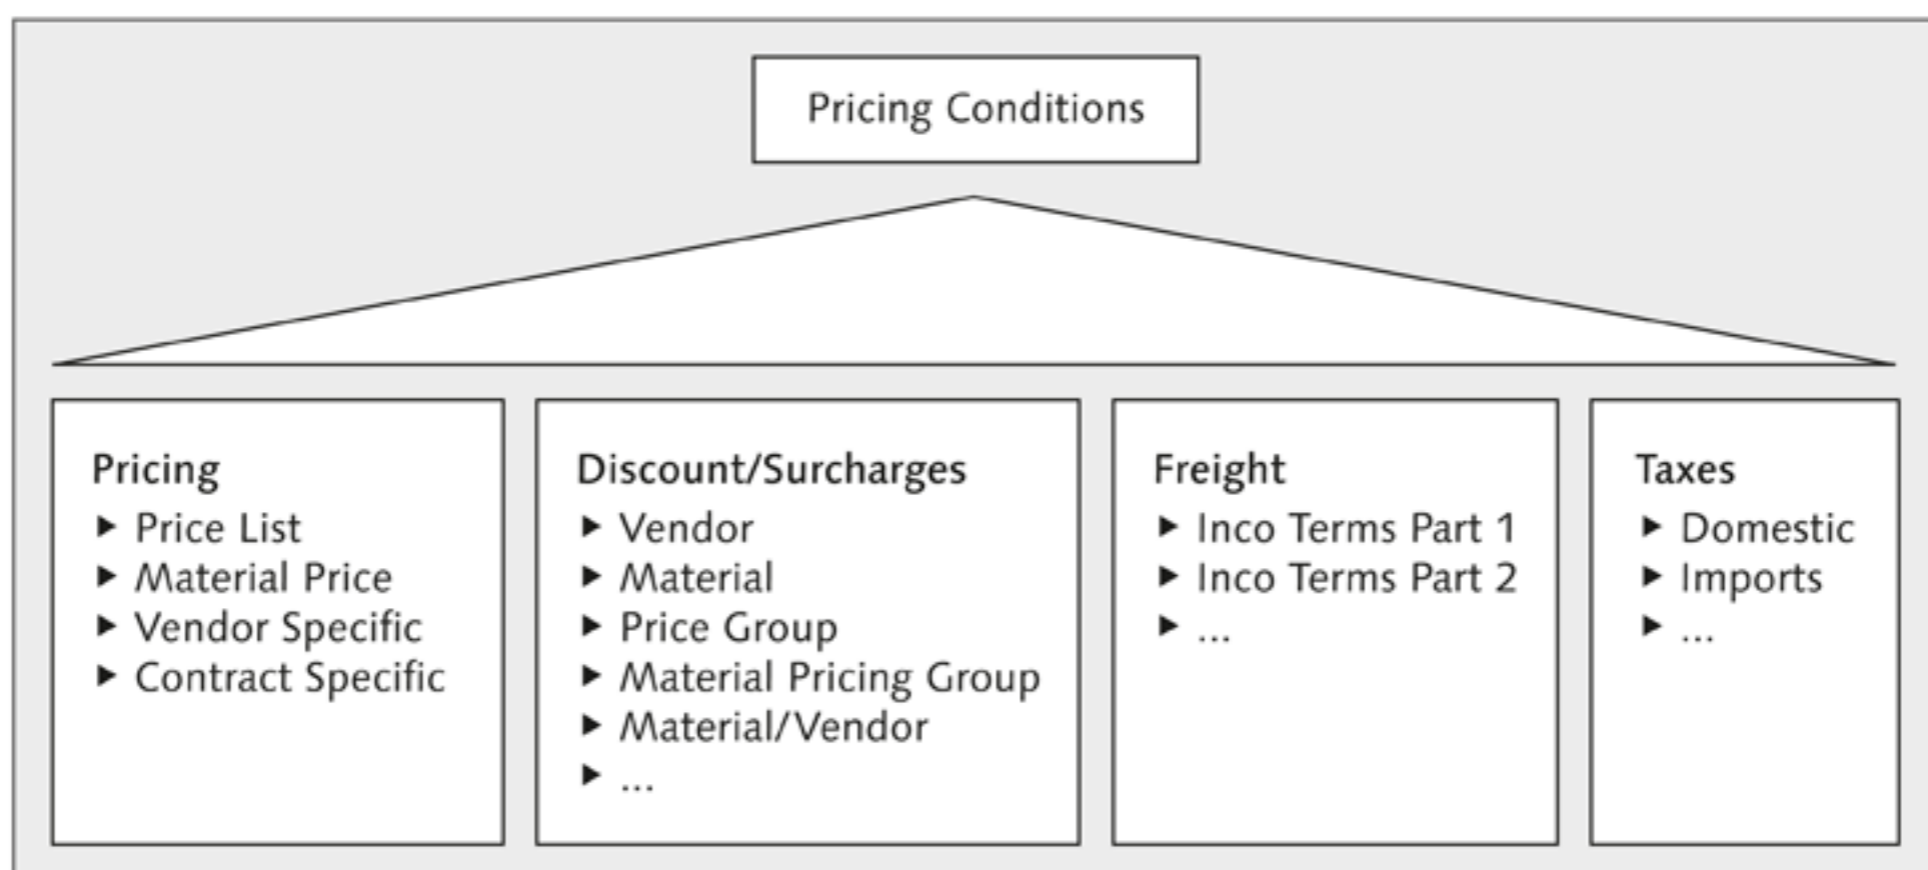 Pricing Conditions
Pricing
▶ Price List
▶ Material Price
▶ Vendor Specific
▶ Contract Specific
Discount/Surcharges
▶ Vendor
▶ Material
▶ Price Group
▶ Material Pricing Group
▶ Material/Vendor
▶ ...
Freight
▶ Inco Terms Part 1
▶ Inco Terms Part 2
▶ ...
Taxes
▶ Domestic
▶ Imports
▶ ...